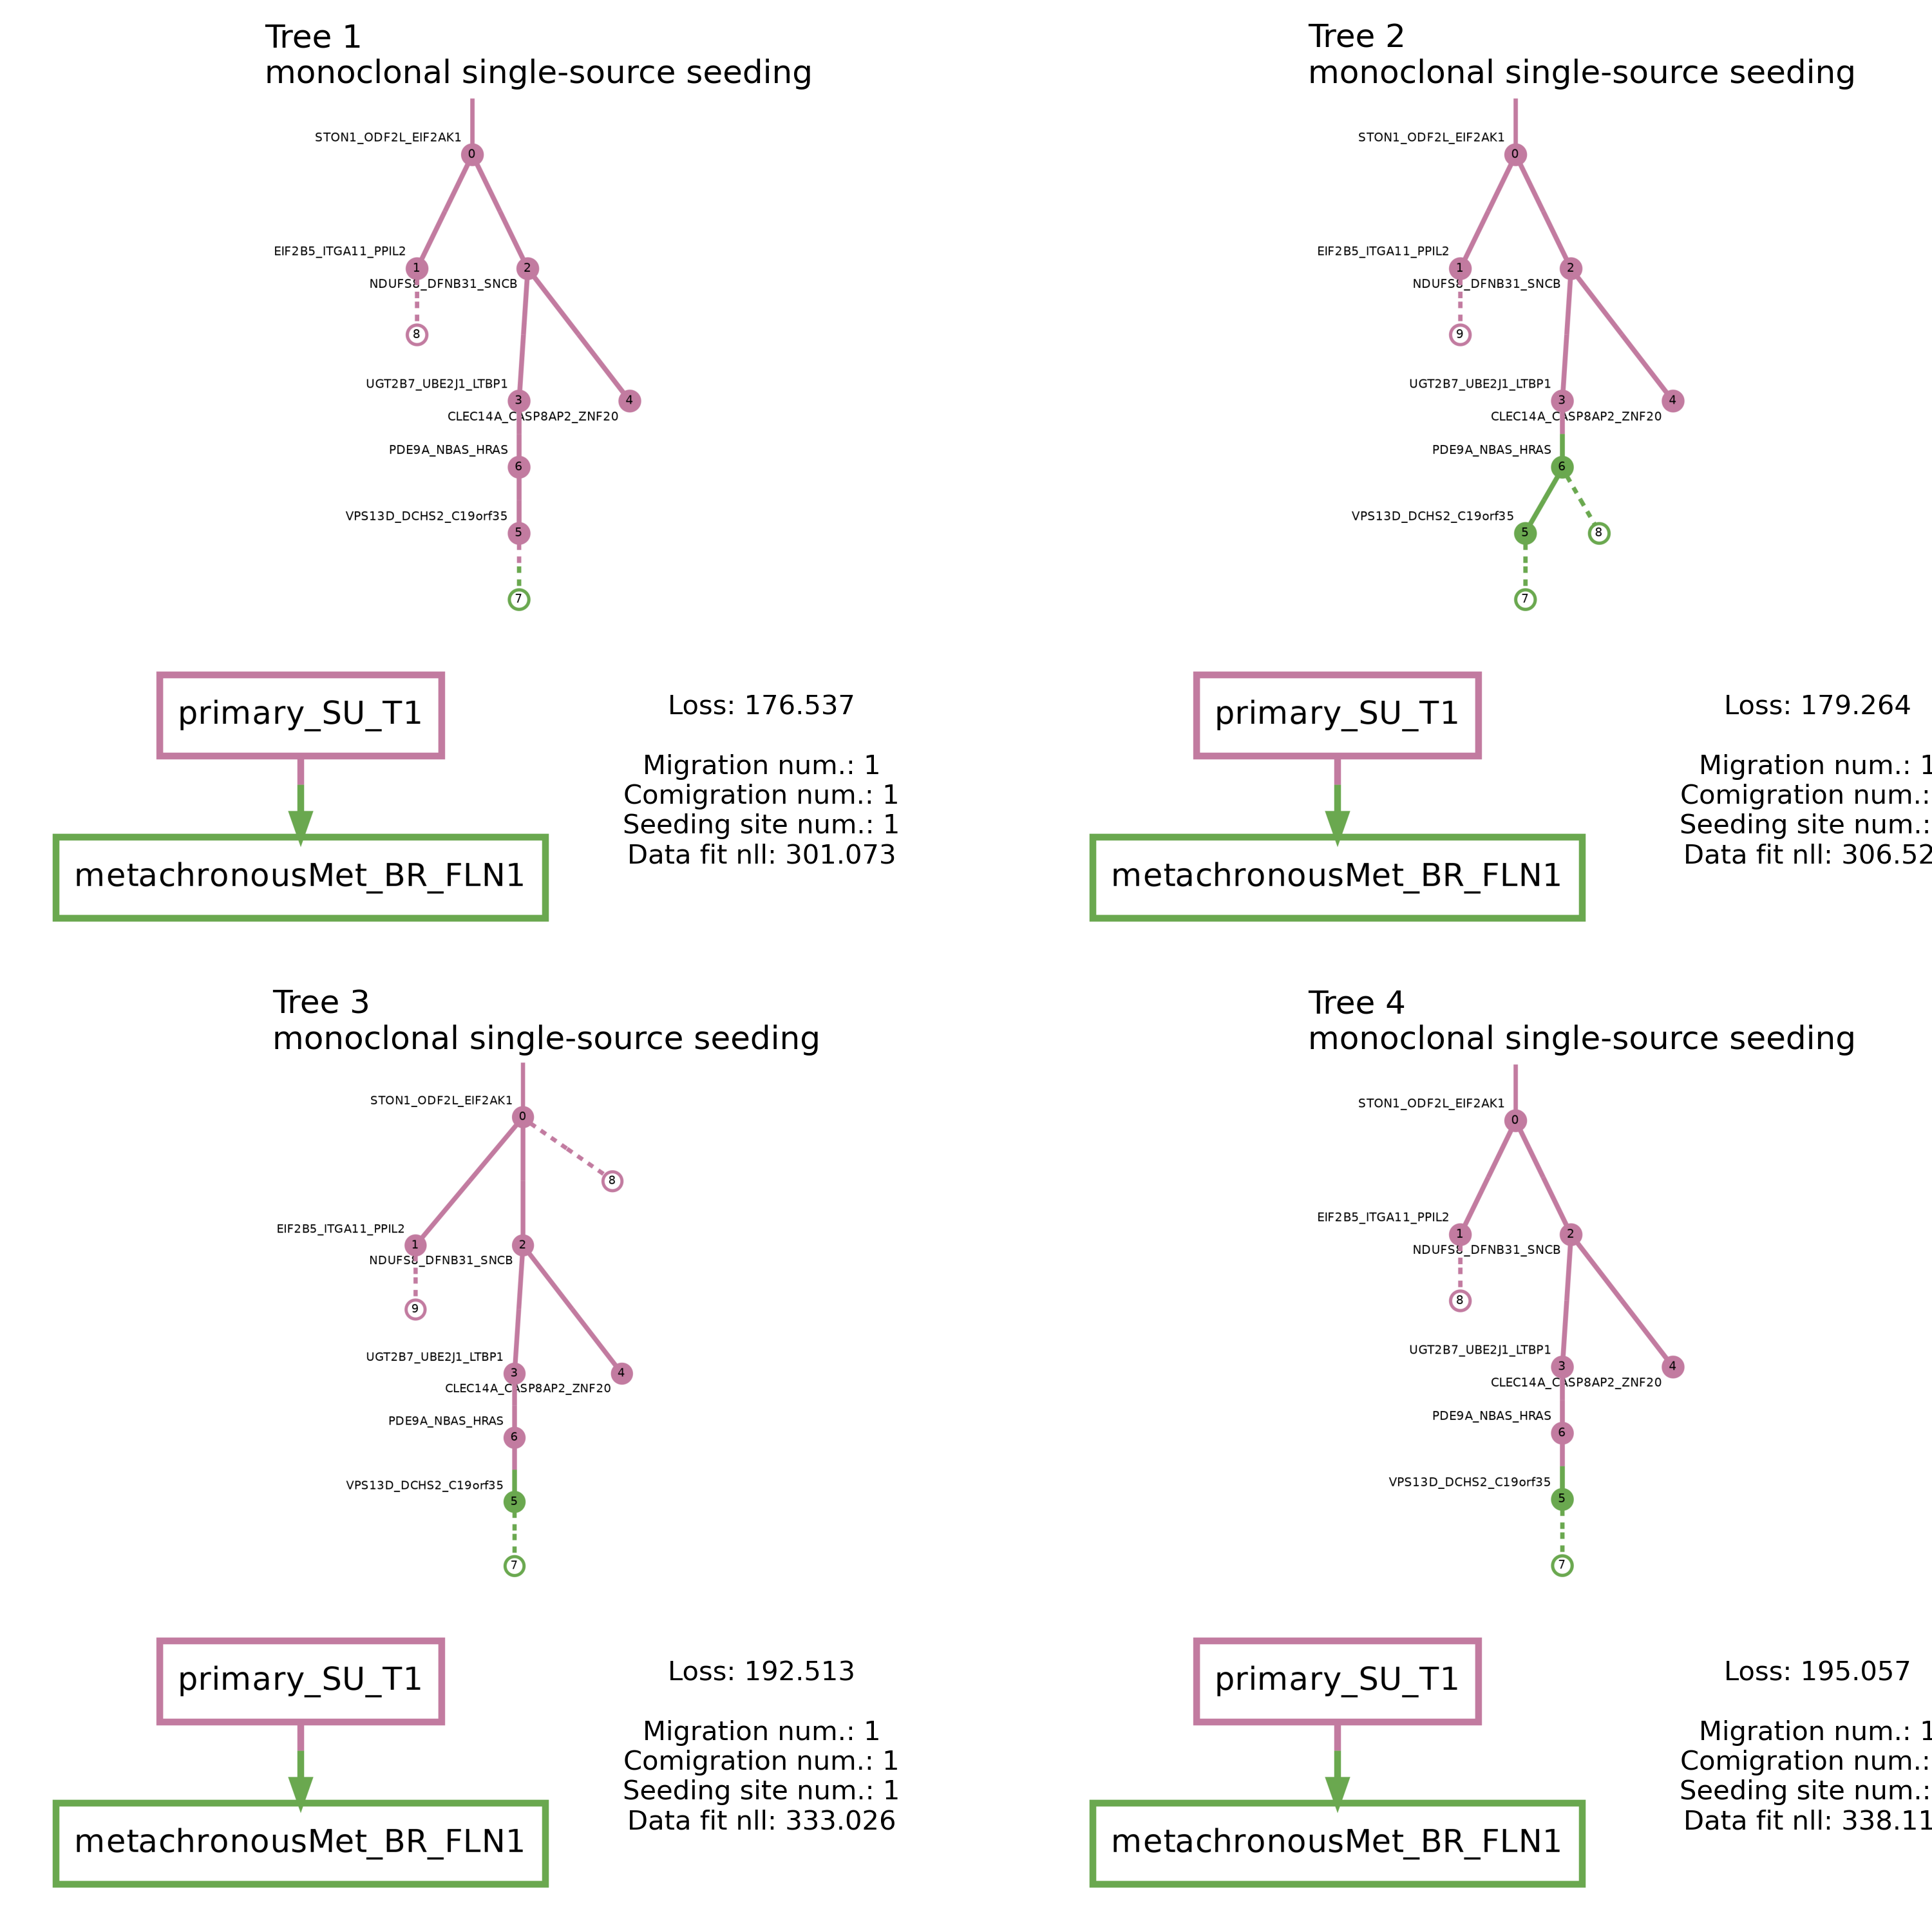 Tree 1
monoclonal single-source seeding
STON1_ODF2L_EIF2AK1
0
EIF2B5_ITGA11_PPIL2
1
2
NDUFS8_DFNB31_SNCB
8
UGT2B7_UBE2J1_LTBP1
3
4
CLEC14A_CASP8AP2_ZNF20
PDE9A_NBAS_HRAS
6
VPS13D_DCHS2_C19orf35
5
7
primary_SU_T1
metachronousMet_BR_FLN1
Loss: 176.537
Migration num.: 1
Comigration num.: 1
Seeding site num.: 1
Data fit nll: 301.073
Tree 2
monoclonal single-source seeding
STON1_ODF2L_EIF2AK1
0
EIF2B5_ITGA11_PPIL2
1
2
NDUFS8_DFNB31_SNCB
9
UGT2B7_UBE2J1_LTBP1
3
4
CLEC14A_CASP8AP2_ZNF20
PDE9A_NBAS_HRAS
6
VPS13D_DCHS2_C19orf35
5
8
7
primary_SU_T1
metachronousMet_BR_FLN1
Loss: 179.264
Migration num.: 1
Comigration num.:
Seeding site num.:
Data fit nll: 306.52
Tree 3
monoclonal single-source seeding
STON1_ODF2L_EIF2AK1
0
8
EIF2B5_ITGA11_PPIL2
1
2
NDUFS8_DFNB31_SNCB
9
UGT2B7_UBE2J1_LTBP1
3
4
CLEC14A_CASP8AP2_ZNF20
PDE9A_NBAS_HRAS
6
VPS13D_DCHS2_C19orf35
5
7
primary_SU_T1
metachronousMet_BR_FLN1
Loss: 192.513
Migration num.: 1
Comigration num.: 1
Seeding site num.: 1
Data fit nll: 333.026
Tree 4
monoclonal single-source seeding
STON1_ODF2L_EIF2AK1
0
EIF2B5_ITGA11_PPIL2
1
2
NDUFS8_DFNB31_SNCB
8
UGT2B7_UBE2J1_LTBP1
3
4
CLEC14A_CASP8AP2_ZNF20
PDE9A_NBAS_HRAS
6
VPS13D_DCHS2_C19orf35
5
7
primary_SU_T1
metachronousMet_BR_FLN1
Loss: 195.057
Migration num.: 1
Comigration num.:
Seeding site num.:
Data fit nll: 338.11